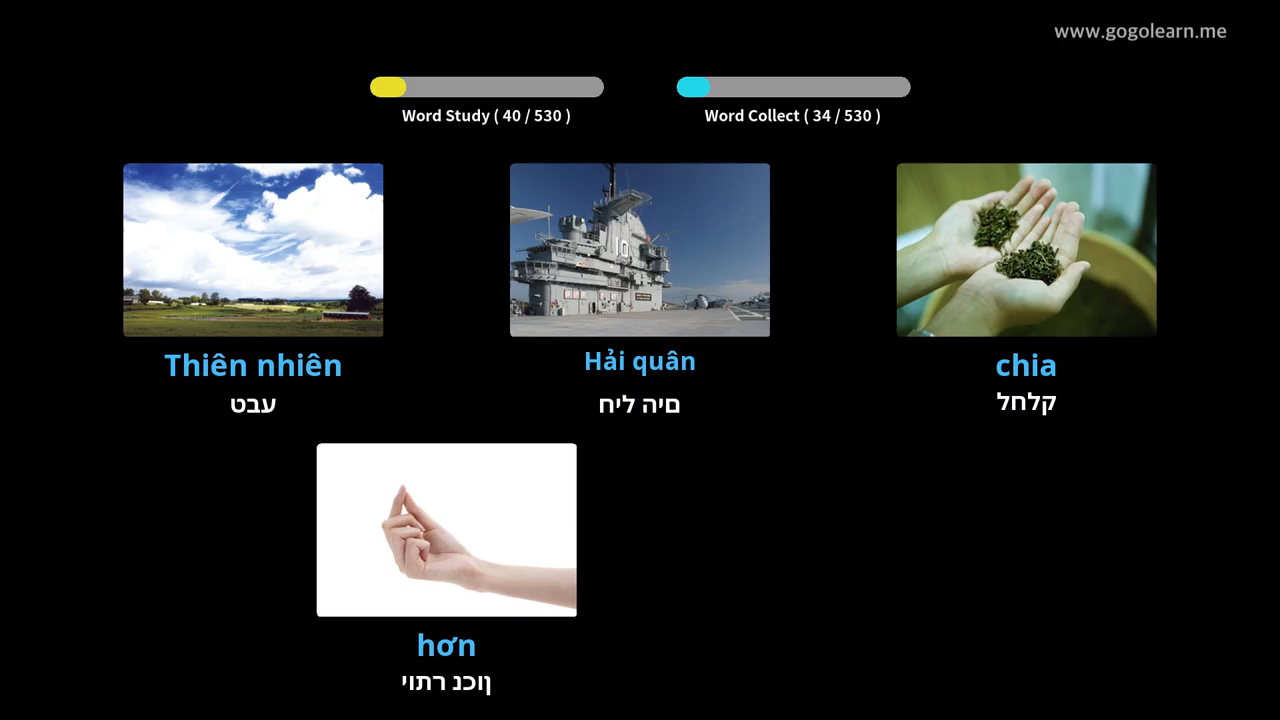 www.gogolearn.me
Word Study ( 40 / 530 )
Word Collect ( 34 / 530 )
Thiên nhiên
עבט
Hải quân
םיה ליח
chia
קלחל
hơn
ןוכנ רתוי